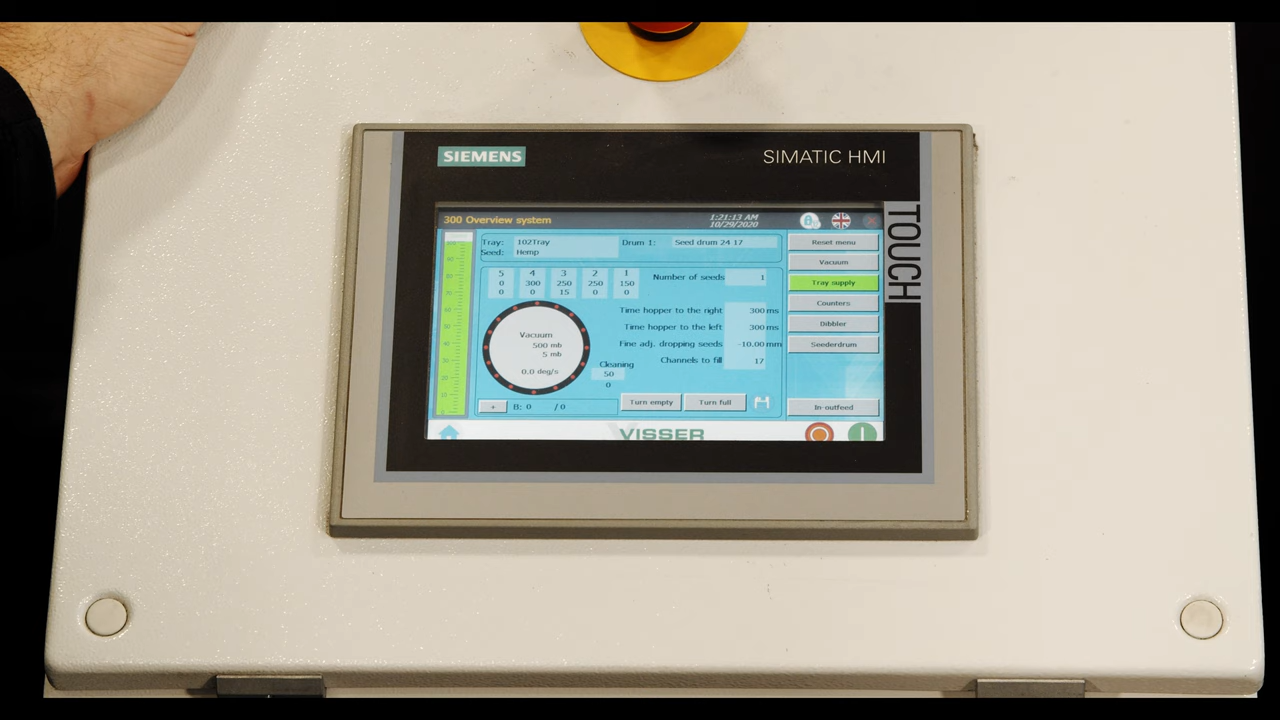 SIEMENS
SIMATIC HMI
TOUCH
300 Overview system
1:21:13 AM
10/29/2020
Tray: 102Tray
Drum 1: Seed drum 24 17
Seed: Hemp
5 4 3 2 1
0 300 250 250 150
0 0 15 0 0
Number of seeds 1
Time hopper to the right 300 ms
Time hopper to the left 300 ms
Fine adj. dropping seeds -10.00 mm
Channels to fill 17
Vacuum
500 mb
5 mb
0.0 deg/s
Cleaning
50
0
+ B: 0 /0
Turn empty
Turn full
Reset menu
Vacuum
Tray supply
Counters
Dibbler
Seederdrum
In-outfeed
VISSER